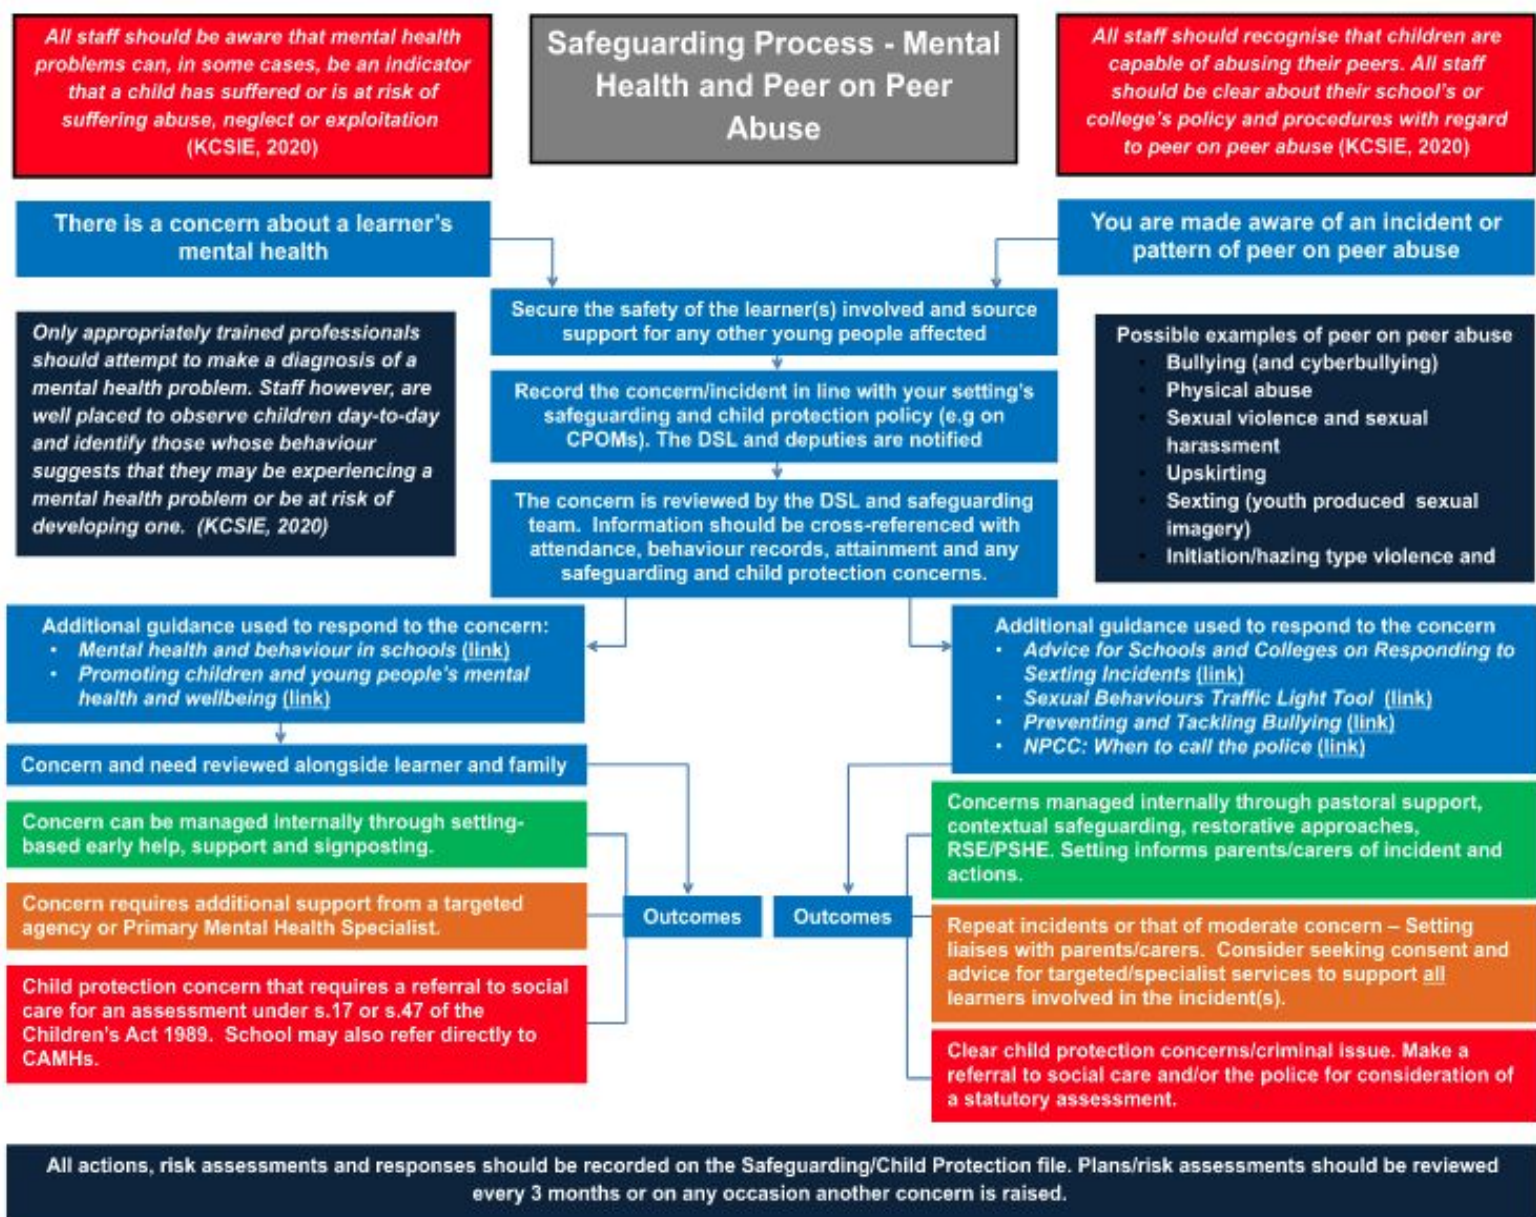 All staff should be aware that mental health
problems can, in some cases, be an indicator
that a child has suffered or is at risk of
suffering abuse, neglect or exploitation
(KCSIE, 2020)
Safeguarding Process - Mental
Health and Peer on Peer
Abuse
All staff should recognise that children are
capable of abusing their peers. All staff
should be clear about their school's or
college's policy and procedures with regard
to peer on peer abuse (KCSIE, 2020)
There is a concern about a learner's
mental health
You are made aware of an incident or
pattern of peer on peer abuse
Secure the safety of the learner(s) involved and source
support for any other young people affected
Only appropriately trained professionals
should attempt to make a diagnosis of a
mental health problem. Staff however, are
well placed to observe children day-to-day
and identify those whose behaviour
suggests that they may be experiencing a
mental health problem or be at risk of
developing one. (KCSIE, 2020)
Record the concern/incident in line with your setting's
safeguarding and child protection policy (e.g on
CPOMs). The DSL and deputies are notified
The concern is reviewed by the DSL and safeguarding
team. Information should be cross-referenced with
attendance, behaviour records, attainment and any
safeguarding and child protection concerns.
Possible examples of peer on peer abuse
• Bullying (and cyberbullying)
• Physical abuse
• Sexual violence and sexual
harassment
• Upskirting
• Sexting (youth produced sexual
imagery)
• Initiation/hazing type violence and
Additional guidance used to respond to the concern:
• Mental health and behaviour in schools (link)
• Promoting children and young people's mental
health and wellbeing (link)
Additional guidance used to respond to the concern
• Advice for Schools and Colleges on Responding to
Sexting Incidents (link)
• Sexual Behaviours Traffic Light Tool (link)
• Preventing and Tackling Bullying (link)
• NPCC: When to call the police (link)
Concern and need reviewed alongside learner and family
Concern can be managed internally through setting-
based early help, support and signposting.
Concern requires additional support from a targeted
agency or Primary Mental Health Specialist.
Child protection concern that requires a referral to social
care for an assessment under s.17 or s.47 of the
Children's Act 1989. School may also refer directly to
CAMHs.
Outcomes
Outcomes
Concerns managed internally through pastoral support,
contextual safeguarding, restorative approaches,
RSE/PSHE. Setting informs parents/carers of incident and
actions.
Repeat incidents or that of moderate concern – Setting
liaises with parents/carers. Consider seeking consent and
advice for targeted/specialist services to support all
learners involved in the incident(s).
Clear child protection concerns/criminal issue. Make a
referral to social care and/or the police for consideration of
a statutory assessment.
All actions, risk assessments and responses should be recorded on the Safeguarding/Child Protection file. Plans/risk assessments should be reviewed
every 3 months or on any occasion another concern is raised.